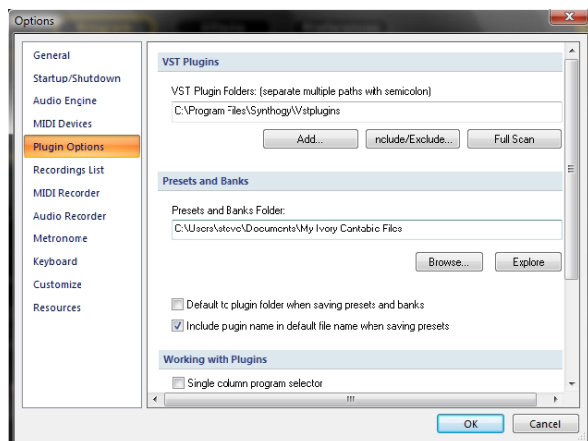 Options
General
Startup/Shutdown
Audio Engine
MIDI Devices
Plugin Options
Recordings List
MIDI Recorder
Audio Recorder
Metronome
Keyboard
Customize
Resources
VST Plugins
VST Plugin Folders: (separate multiple paths with semicolon)
C:\Program Files\Synthogy\Vstplugins
Add... nclude/Exclude... Full Scan
Presets and Banks
Presets and Banks Folder:
C:\Users\steve\Documents\My Ivory Cantabile Files
Browse... Explore
Default to plugin folder when saving presets and banks
Include plugin name in default file name when saving presets
Working with Plugins
Single column program selector
OK Cancel